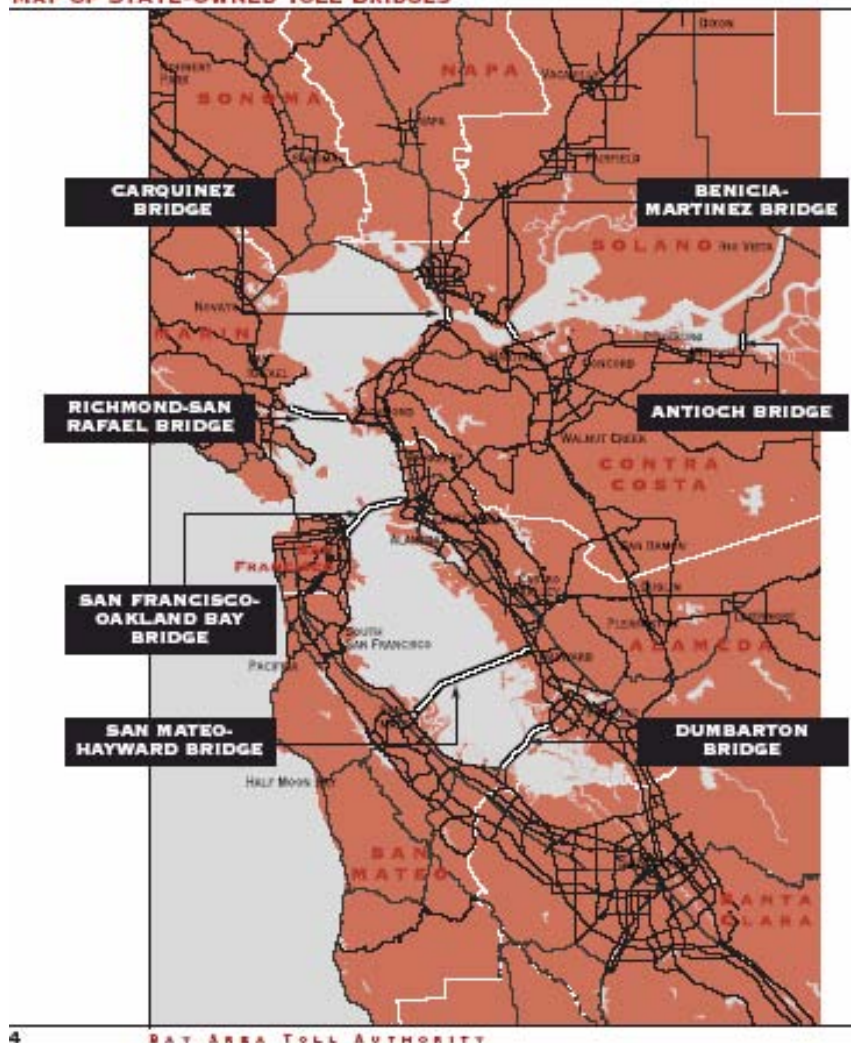 MAP OF STATE-OWNED TOLL BRIDGES
DIXON
NAPA
SONOMA
NAPA
FAIRFIELD
CARQUINEZ
BRIDGE
BENICIA-
MARTINEZ BRIDGE
SOLANO
RIO VISTA
NOVATO
MARIN
CONCORD
RICHMOND-SAN
RAFAEL BRIDGE
ANTIOCH BRIDGE
WALNUT CREEK
CONTRA
COSTA
SAN
FRANCISCO
SAN RAMON
DUBLIN
SAN FRANCISCO-
OAKLAND BAY
BRIDGE
SOUTH
SAN FRANCISCO
ALAMEDA
PACIFICA
SAN MATEO-
HAYWARD BRIDGE
DUMBARTON
BRIDGE
HALF MOON BAY
SAN
MATEO
SANTA
CLARA
4
BAY AREA TOLL AUTHORITY